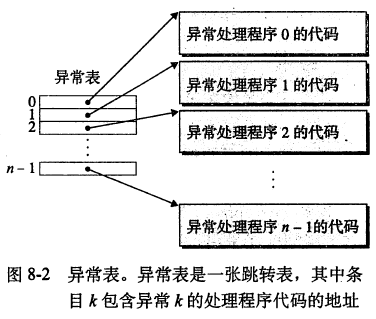 异常处理程序 0 的代码
异常表
异常处理程序 1 的代码
0
1
2
异常处理程序 2 的代码
n-1
异常处理程序 n-1的代码
图 8-2 异常表。异常表是一张跳转表，其中条
目 k 包含异常 k 的处理程序代码的地址